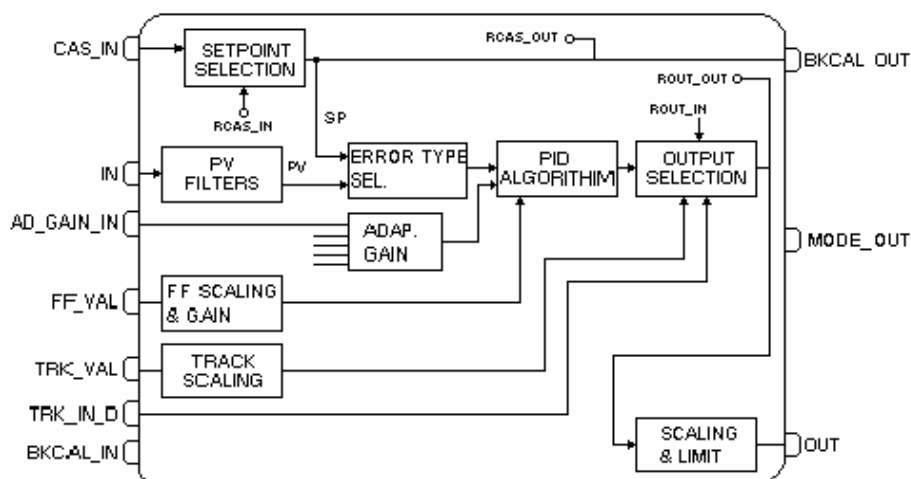 CAS_IN
SETPOINT
SELECTION
RCAS_OUT
BKCAL_OUT
ROUT_OUT
RCAS_IN
SP
ROUT_IN
IN
PV
FILTERS
PV
ERROR TYPE
SEL.
PID
ALGORITHIM
OUTPUT
SELECTION
AD_GAIN_IN
ADAP.
GAIN
MODE_OUT
FF_VAL
FF SCALING
& GAIN
TRK_VAL
TRACK
SCALING
TRK_IN_D
BKCAL_IN
SCALING
& LIMIT
OUT